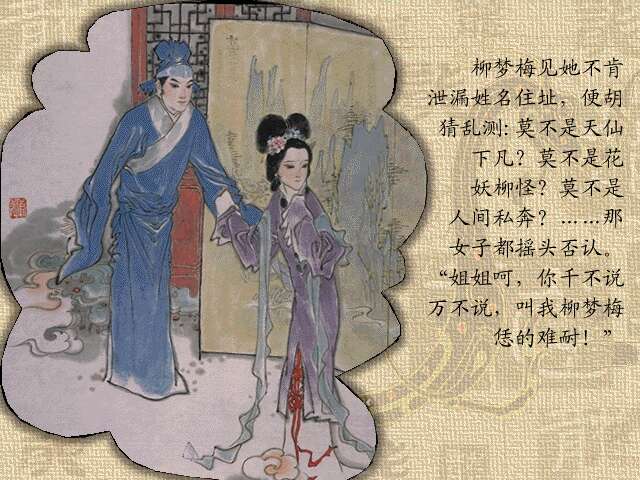 柳梦梅见她不肯
泄漏姓名住址，便胡
猜乱测：莫不是天仙
下凡？莫不是花
妖柳怪？莫不是
人间私奔？……那
女子都摇头否认。
“姐姐呵，你千不说
万不说，叫我柳梦梅
恁的难耐！”